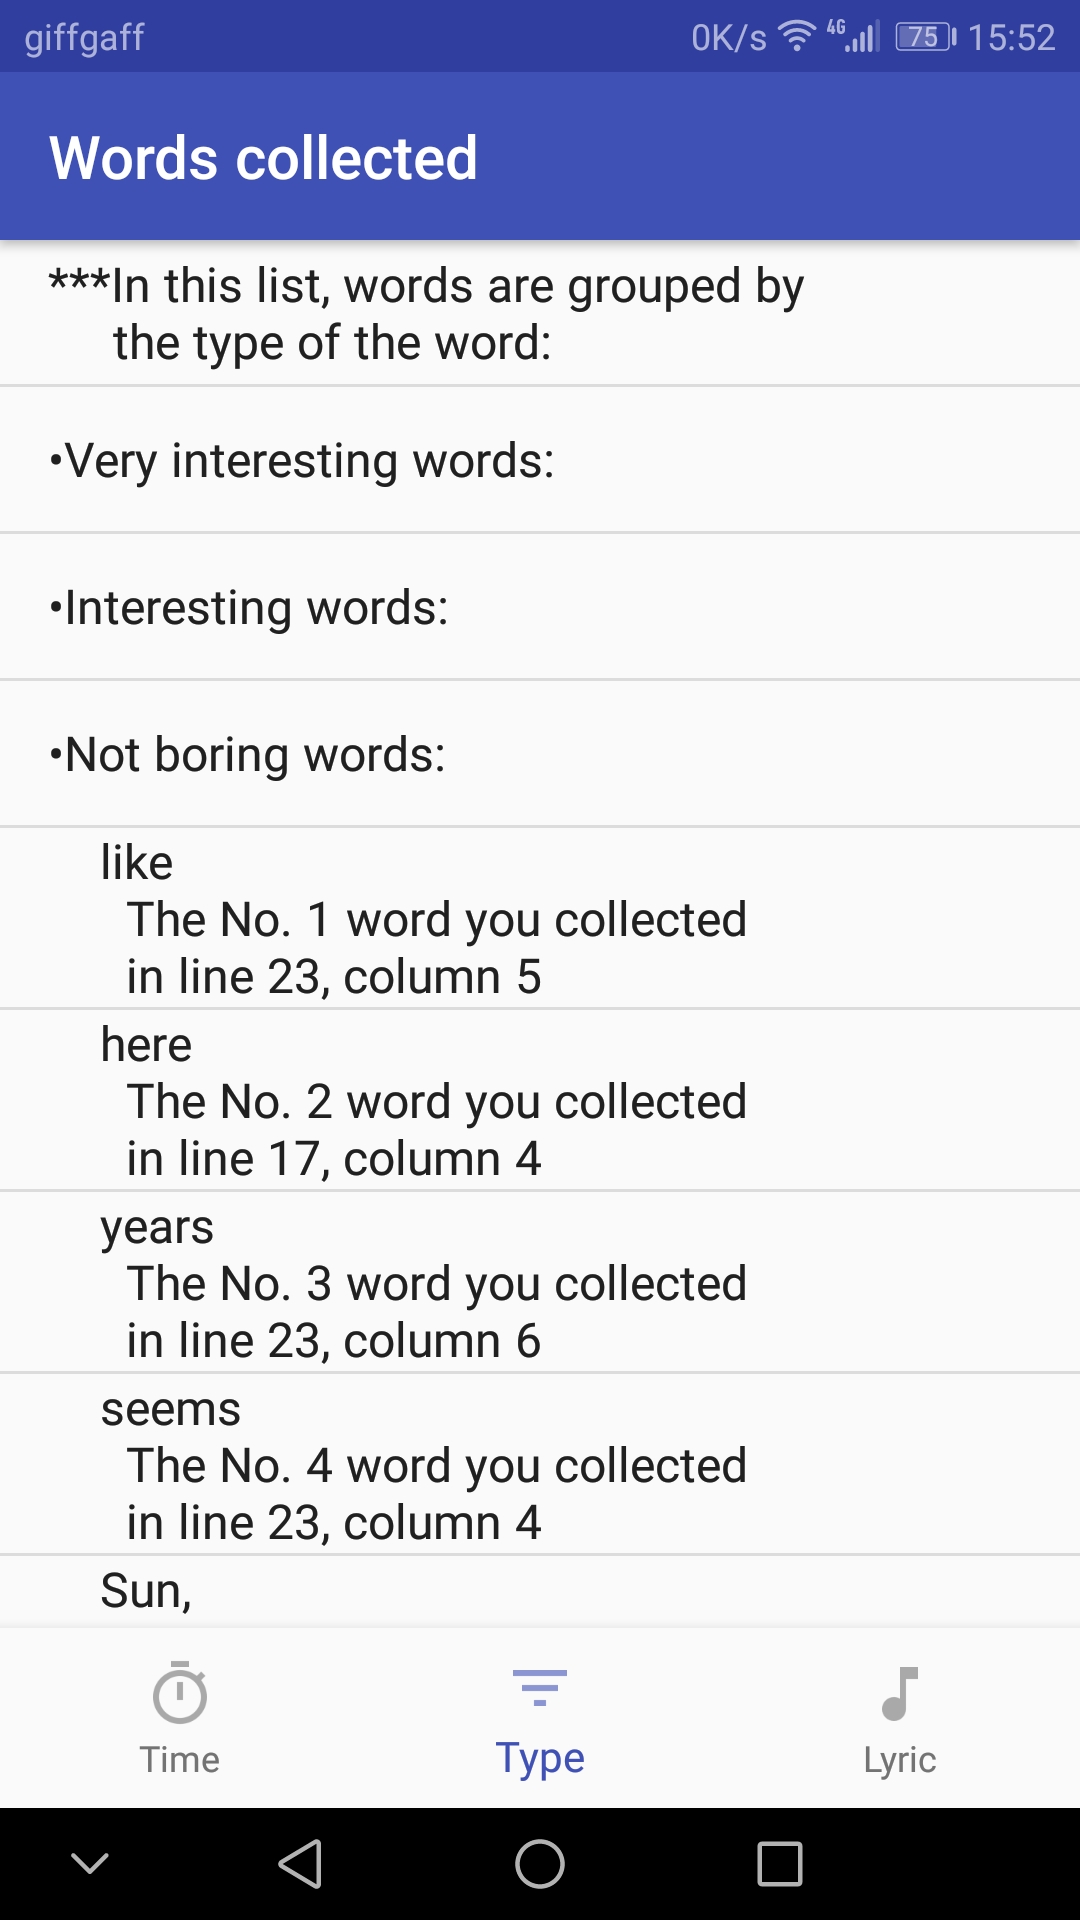 giffgaff 0K/s 4G 75 15:52
Words collected
***In this list, words are grouped by
the type of the word:
•Very interesting words:
•Interesting words:
•Not boring words:
like
The No. 1 word you collected
in line 23, column 5
here
The No. 2 word you collected
in line 17, column 4
years
The No. 3 word you collected
in line 23, column 6
seems
The No. 4 word you collected
in line 23, column 4
Sun,
Time Type Lyric